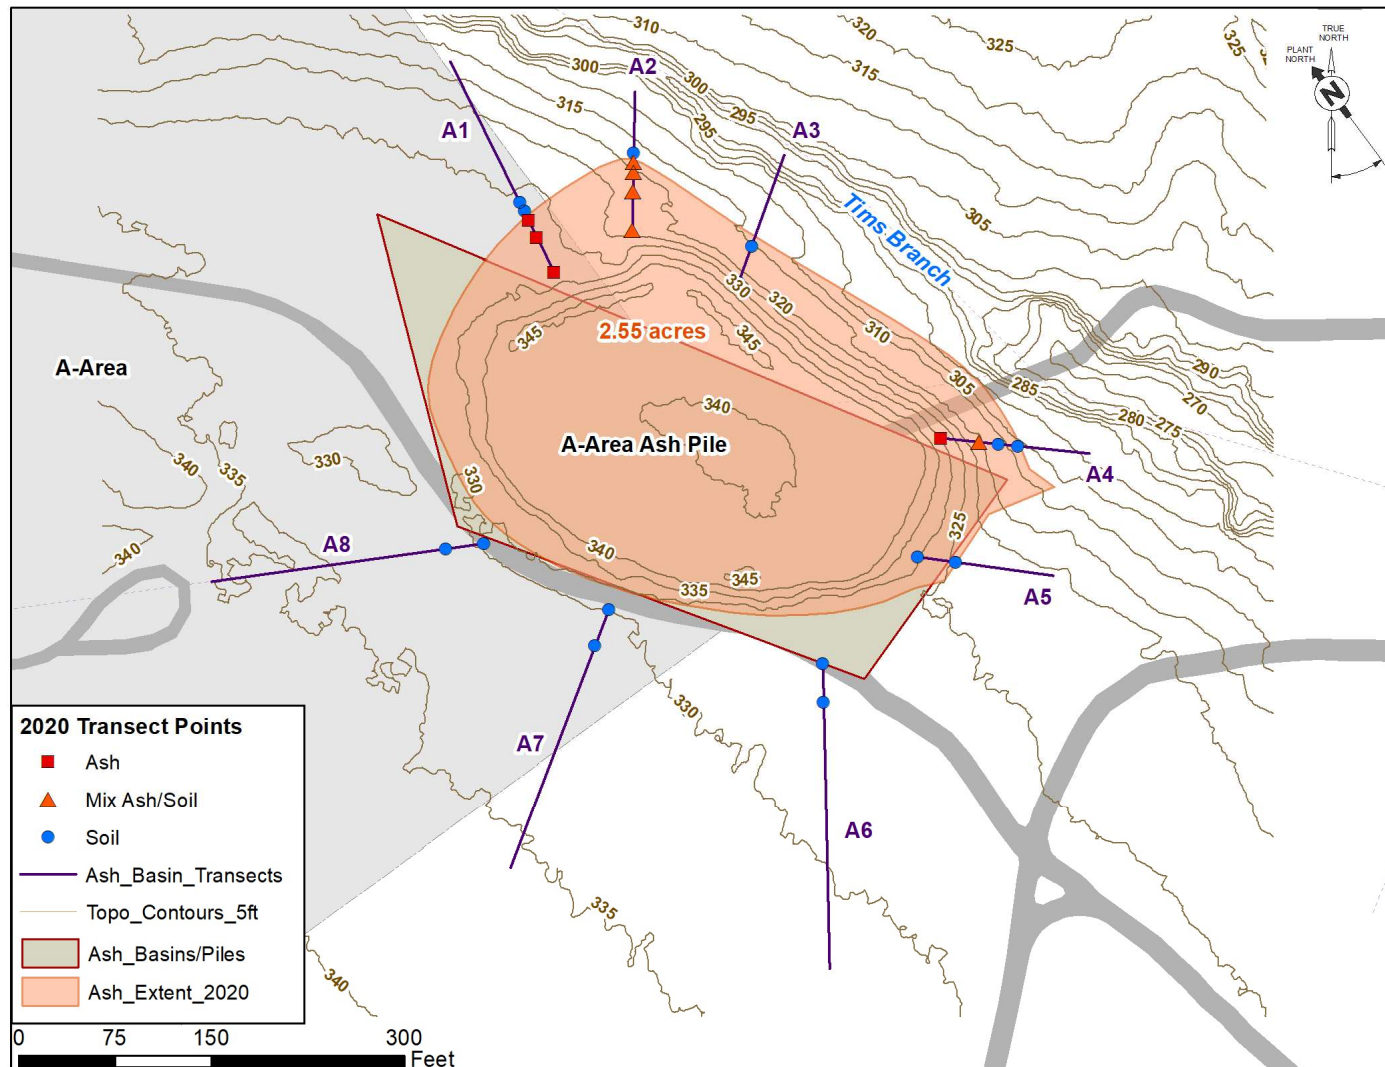 310
320
325
325
TRUE
NORTH
PLANT
NORTH
N
300
A2
315
300
315
295
295
A1
A3
Tims Branch
305
330
320
345
345
2.55 acres
310
290
A-Area
305
285
270
340
280
275
A-Area Ash Pile
340
335
330
330
A4
325
340
A8
340
345
335
A5
330
A7
A6
335
340
2020 Transect Points
Ash
Mix Ash/Soil
Soil
Ash_Basin_Transects
Topo_Contours_5ft
Ash_Basins/Piles
Ash_Extent_2020
0 75 150 300
Feet